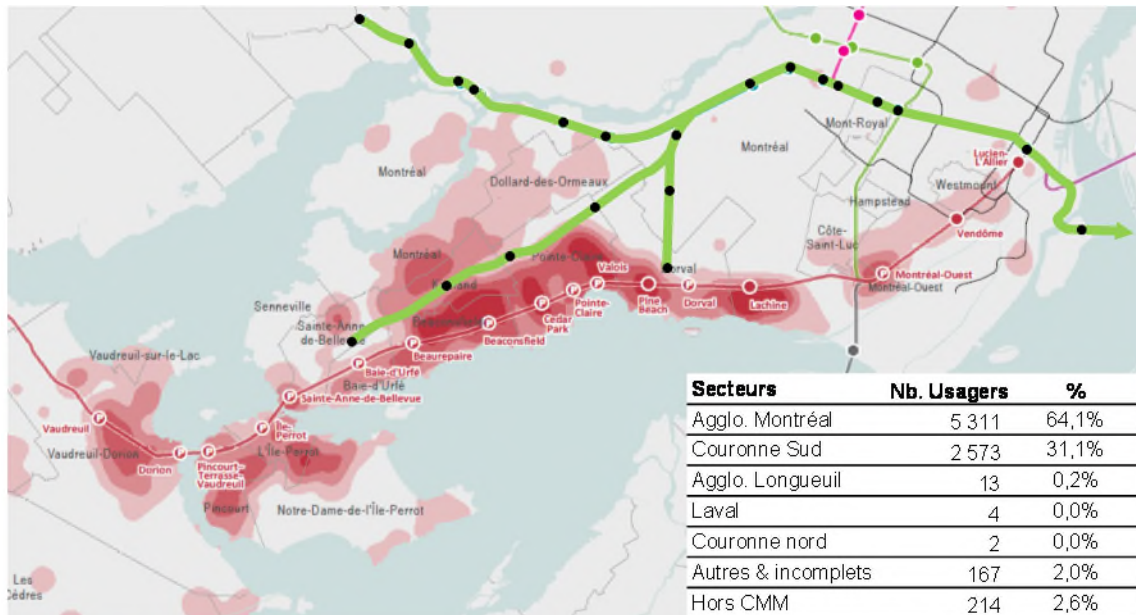 Mont-Royal
Lucien-
L'Allier
Montréal
Montréal
Dollard-des-Ormeaux
Westmount
Hampstead
Côte-
Saint-Luc
Vendôme
Montréal
Valois
Montréal-Ouest
Montréal-Ouest
Senneville
Pointe-
Claire
Pine
Beach
Dorval
Lachine
Sainte-Anne
de-Bellevue
Cedar
Park
Beaconsfield
Beaurepaire
Vaudreuil-sur-le-Lac
Baie-d'Urfé
Baie-d'Urfé
Sainte-Anne-de-Bellevue
Vaudreuil
Île-
Perrot
L'Île-Perrot
Vaudreuil-Dorion
Dorion
Pincourt-
Terrasse-
Vaudreuil
Pincourt
Notre-Dame-de-l'Île-Perrot
Les
Cèdres
Secteurs Nb. Usagers %
Agglo. Montréal 5 311 64,1%
Couronne Sud 2 573 31,1%
Agglo. Longueuil 13 0,2%
Laval 4 0,0%
Couronne nord 2 0,0%
Autres & incomplets 167 2,0%
Hors CMM 214 2,6%